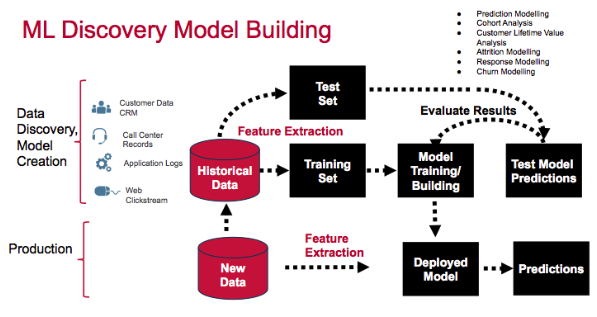 ML Discovery Model Building
Prediction Modelling
Cohort Analysis
Customer Lifetime Value
Analysis
Attrition Modelling
Response Modelling
Churn Modelling
Data
Discovery,
Model
Creation
Customer Data
CRM
Call Center
Records
Application Logs
Web
Clickstream
Test
Set
Feature Extraction
Evaluate Results
Historical
Data
Training
Set
Model
Training/
Building
Test Model
Predictions
Production
New
Data
Feature
Extraction
Deployed
Model
Predictions